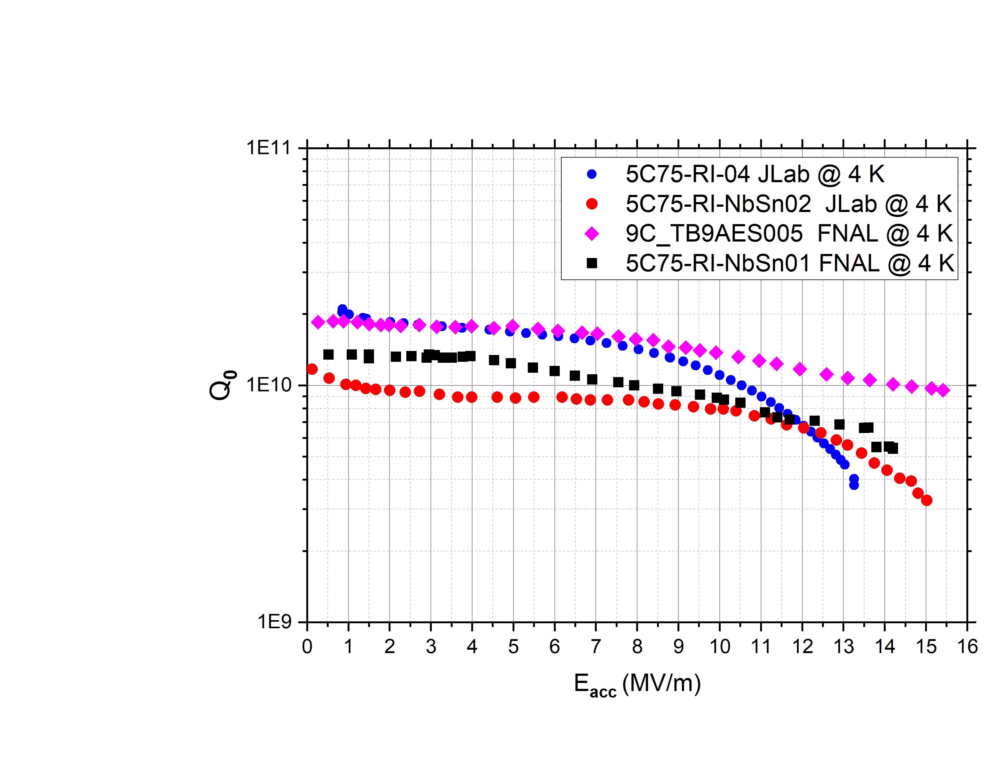 1E11
5C75-RI-04 JLab @ 4 K
5C75-RI-NbSn02 JLab @ 4 K
9C_TB9AES005 FNAL @ 4 K
5C75-RI-NbSn01 FNAL @ 4 K
Q0
1E10
1E9
0 1 2 3 4 5 6 7 8 9 10 11 12 13 14 15 16
Eacc (MV/m)